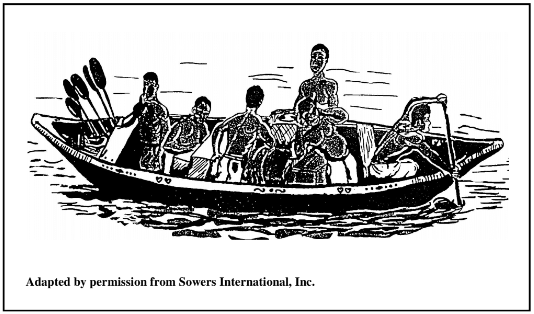 Adapted by permission from Sowers International, Inc.